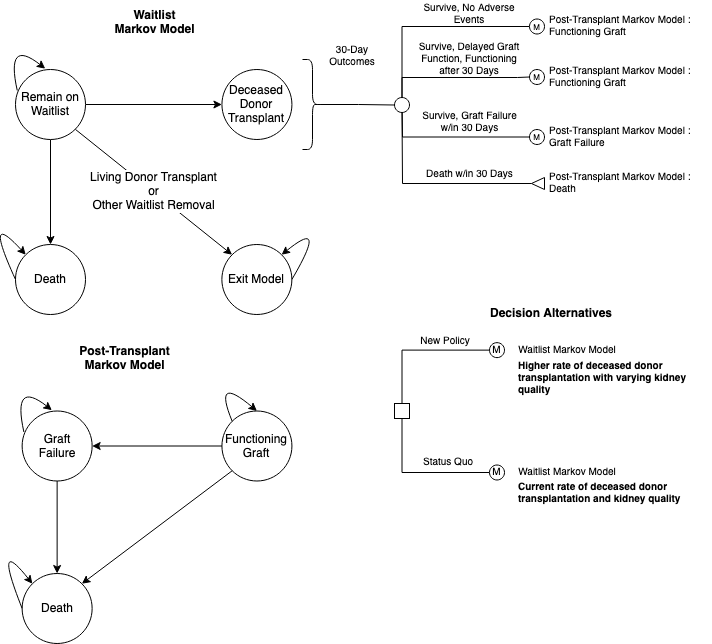 Waitlist
Markov Model
Remain on
Waitlist
Deceased
Donor
Transplant
Living Donor Transplant
or
Other Waitlist Removal
Death
Exit Model
30-Day
Outcomes
Survive, No Adverse
Events
M
Post-Transplant Markov Model :
Functioning Graft
Survive, Delayed Graft
Function, Functioning
after 30 Days
M
Post-Transplant Markov Model :
Functioning Graft
Survive, Graft Failure
w/in 30 Days
M
Post-Transplant Markov Model :
Graft Failure
Death w/in 30 Days
Post-Transplant Markov Model :
Death
Post-Transplant
Markov Model
Graft
Failure
Functioning
Graft
Death
Decision Alternatives
New Policy
M
Waitlist Markov Model
Higher rate of deceased donor
transplantation with varying kidney
quality
Status Quo
M
Waitlist Markov Model
Current rate of deceased donor
transplantation and kidney quality